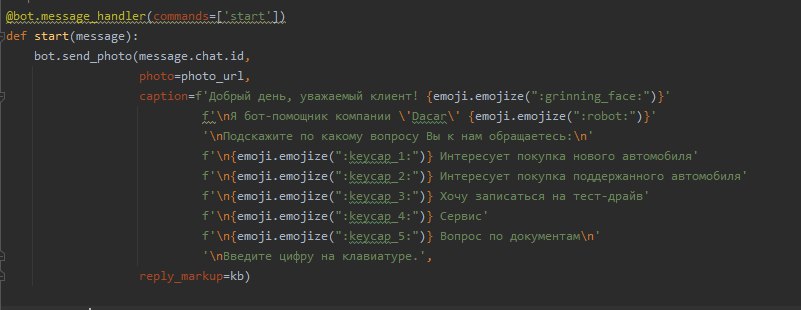 @bot.message_handler(commands=['start'])
def start(message):
    bot.send_photo(message.chat.id,
                   photo=photo_url,
                   caption=f'Добрый день, уважаемый клиент! {emoji.emojize(":grinning_face:")}'
                           f'\nЯ бот-помощник компании \'Dacar\' {emoji.emojize(":robot:")}'
                           '\nПодскажите по какому вопросу Вы к нам обращаетесь:\n'
                           f'\n{emoji.emojize(":keycap_1:")} Интересует покупка нового автомобиля'
                           f'\n{emoji.emojize(":keycap_2:")} Интересует покупка поддержанного автомобиля'
                           f'\n{emoji.emojize(":keycap_3:")} Хочу записаться на тест-драйв'
                           f'\n{emoji.emojize(":keycap_4:")} Сервис'
                           f'\n{emoji.emojize(":keycap_5:")} Вопрос по документам\n'
                           '\nВведите цифру на клавиатуре.',
                   reply_markup=kb)